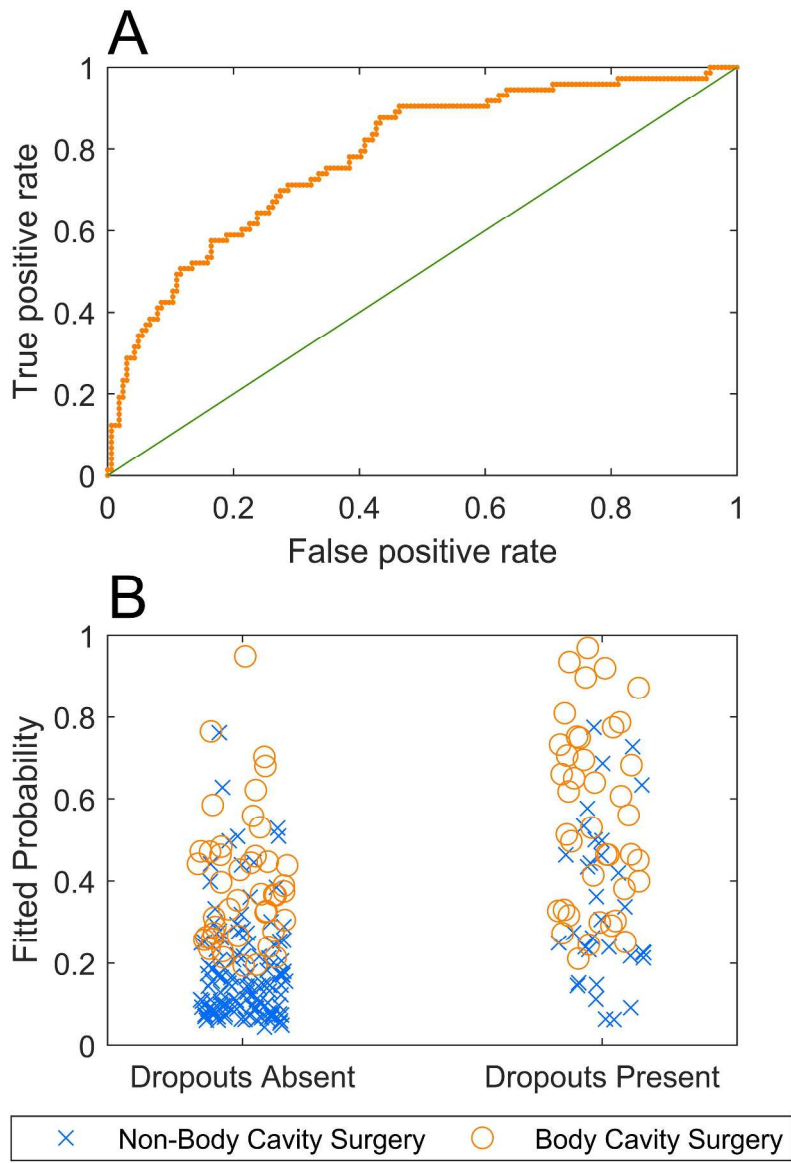 A
1
0.8
0.6
0.4
0.2
0
True positive rate
0 0.2 0.4 0.6 0.8 1
False positive rate
B
1
0.8
0.6
0.4
0.2
0
Fitted Probability
Dropouts Absent Dropouts Present
Non-Body Cavity Surgery Body Cavity Surgery